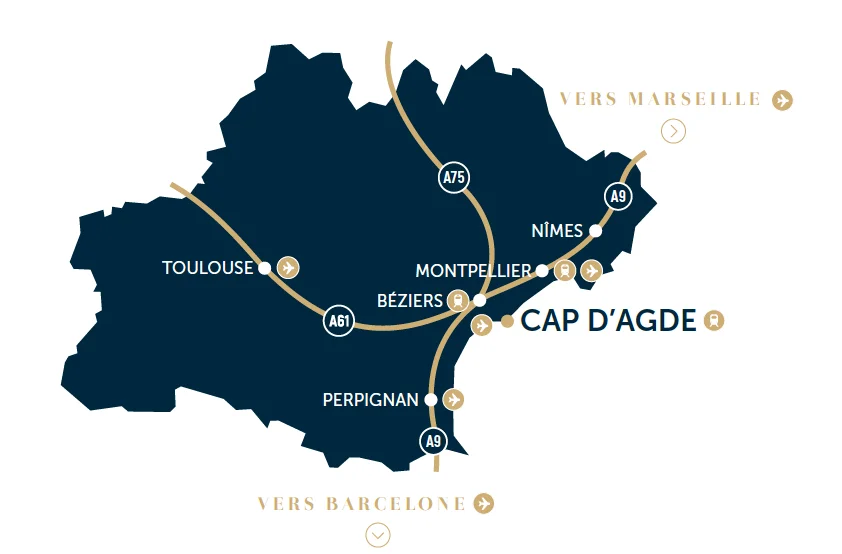 VERS MARSEILLE
A75
A9
NÎMES
TOULOUSE
MONTPELLIER
BÉZIERS
A61
CAP D’AGDE
PERPIGNAN
A9
VERS BARCELONE